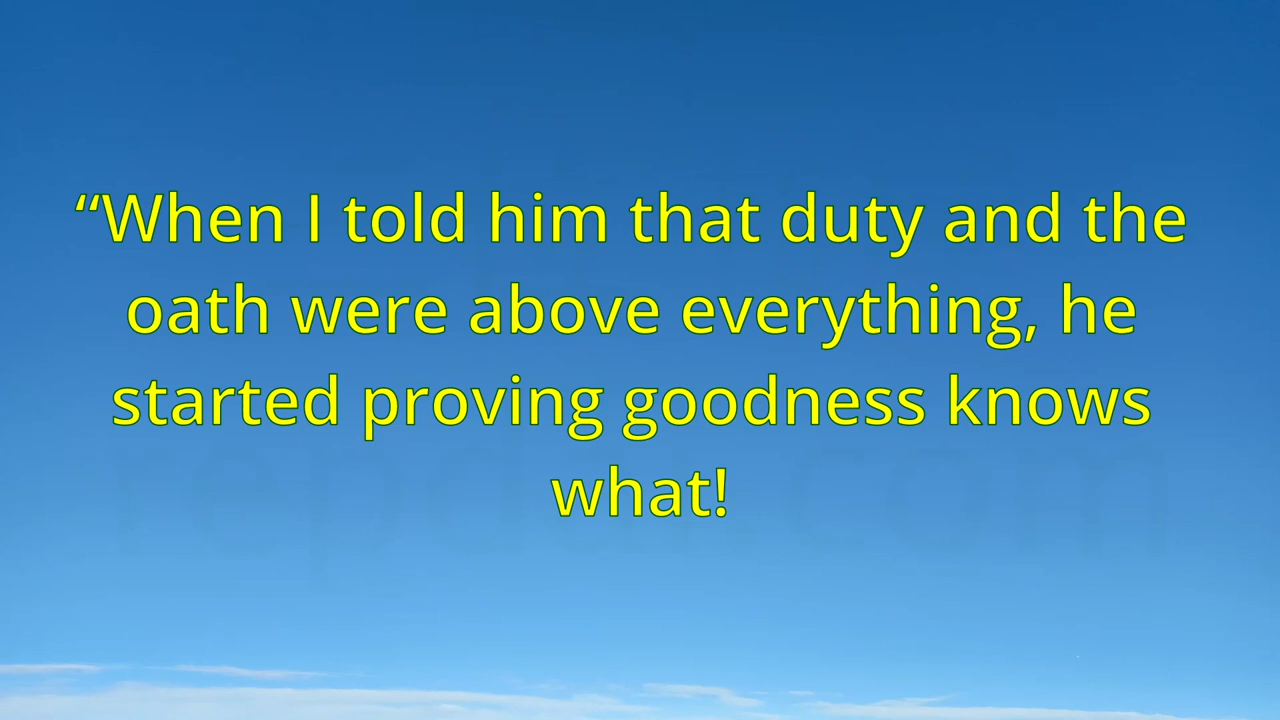 “When I told him that duty and the
oath were above everything, he
started proving goodness knows
what!